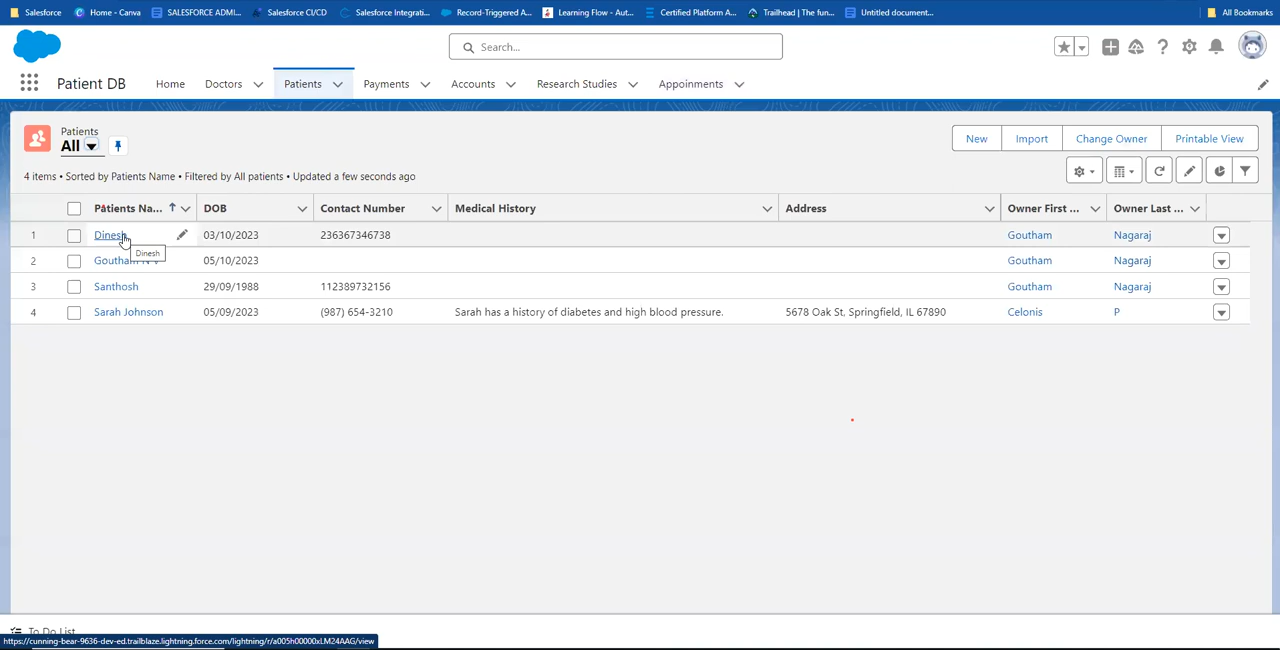 Salesforce Home - Canva SALESFORCE ADMI... Salesforce CI/CD Salesforce Integrati... Record-Triggered A... Learning Flow - Aut... Certified Platform A... Trailhead | The fun... Untitled document... All Bookmarks
Search...
Patient DB Home Doctors Patients Payments Accounts Research Studies Appoinments
Patients
All
New Import Change Owner Printable View
4 items • Sorted by Patients Name • Filtered by All patients • Updated a few seconds ago
Patients Na... DOB Contact Number Medical History Address Owner First ... Owner Last ...
1 Dinesh 03/10/2023 236367346738 Goutham Nagaraj
Dinesh
2 Goutham N V 05/10/2023 Goutham Nagaraj
3 Santhosh 29/09/1988 112389732156 Goutham Nagaraj
4 Sarah Johnson 05/09/2023 (987) 654-3210 Sarah has a history of diabetes and high blood pressure. 5678 Oak St, Springfield, IL 67890 Celonis P
To Do List
https://cunning-bear-9636-dev-ed.trailblaze.lightning.force.com/lightning/r/a005h00000xLM24AAG/view